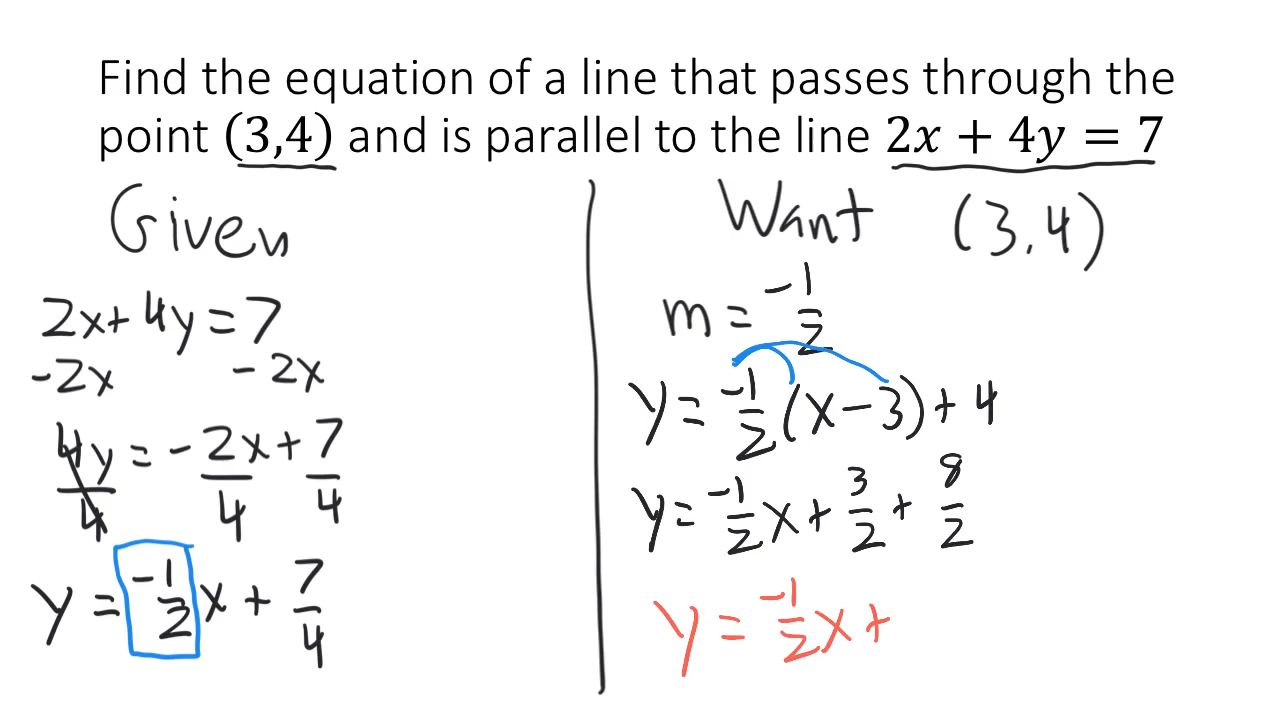 Find the equation of a line that passes through the
point (3,4) and is parallel to the line 2x + 4y = 7
Given
2x+4y=7
-2x -2x
4y/4 = -2x/4 + 7/4
y = -1/2 x + 7/4
Want (3,4)
m = -1/2
y = -1/2 (x-3)+4
y = -1/2 x + 3/2 + 8/2
y = -1/2 x +